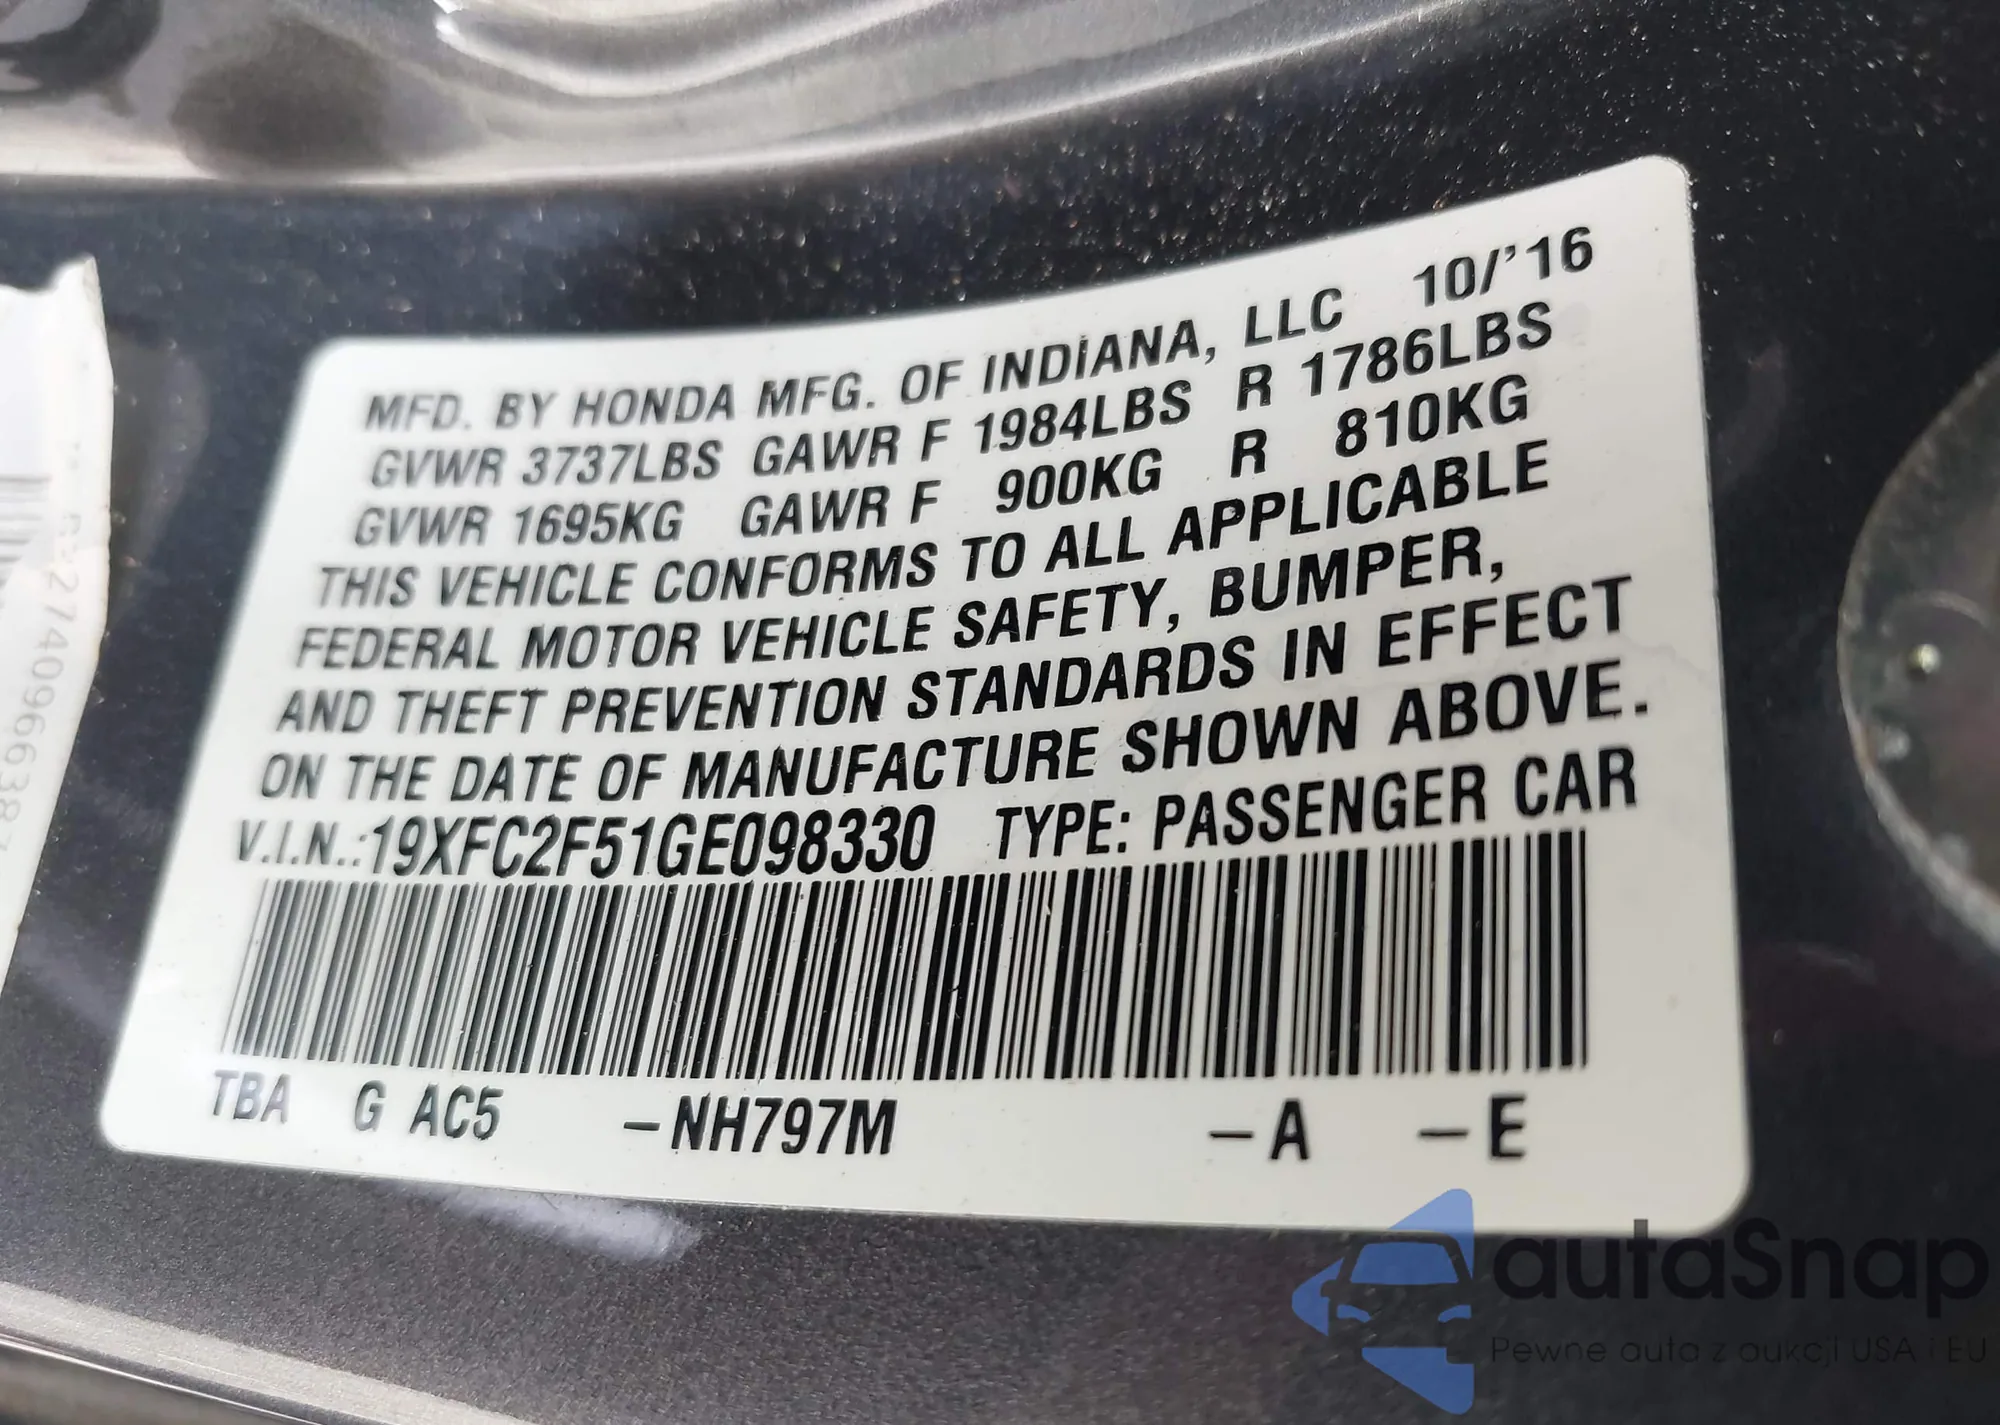 MFD. BY HONDA MFG. OF INDIANA, LLC 10/'16
GVWR 3737LBS GAWR F 1984LBS R 1786LBS
GVWR 1695KG GAWR F 900KG R 810KG
THIS VEHICLE CONFORMS TO ALL APPLICABLE
FEDERAL MOTOR VEHICLE SAFETY, BUMPER,
AND THEFT PREVENTION STANDARDS IN EFFECT
ON THE DATE OF MANUFACTURE SHOWN ABOVE.
V.I.N.:19XFC2F51GE098330 TYPE: PASSENGER CAR
TBA G AC5 -NH797M -A -E
autaSnap
Pewne auta z aukcji USA i EU